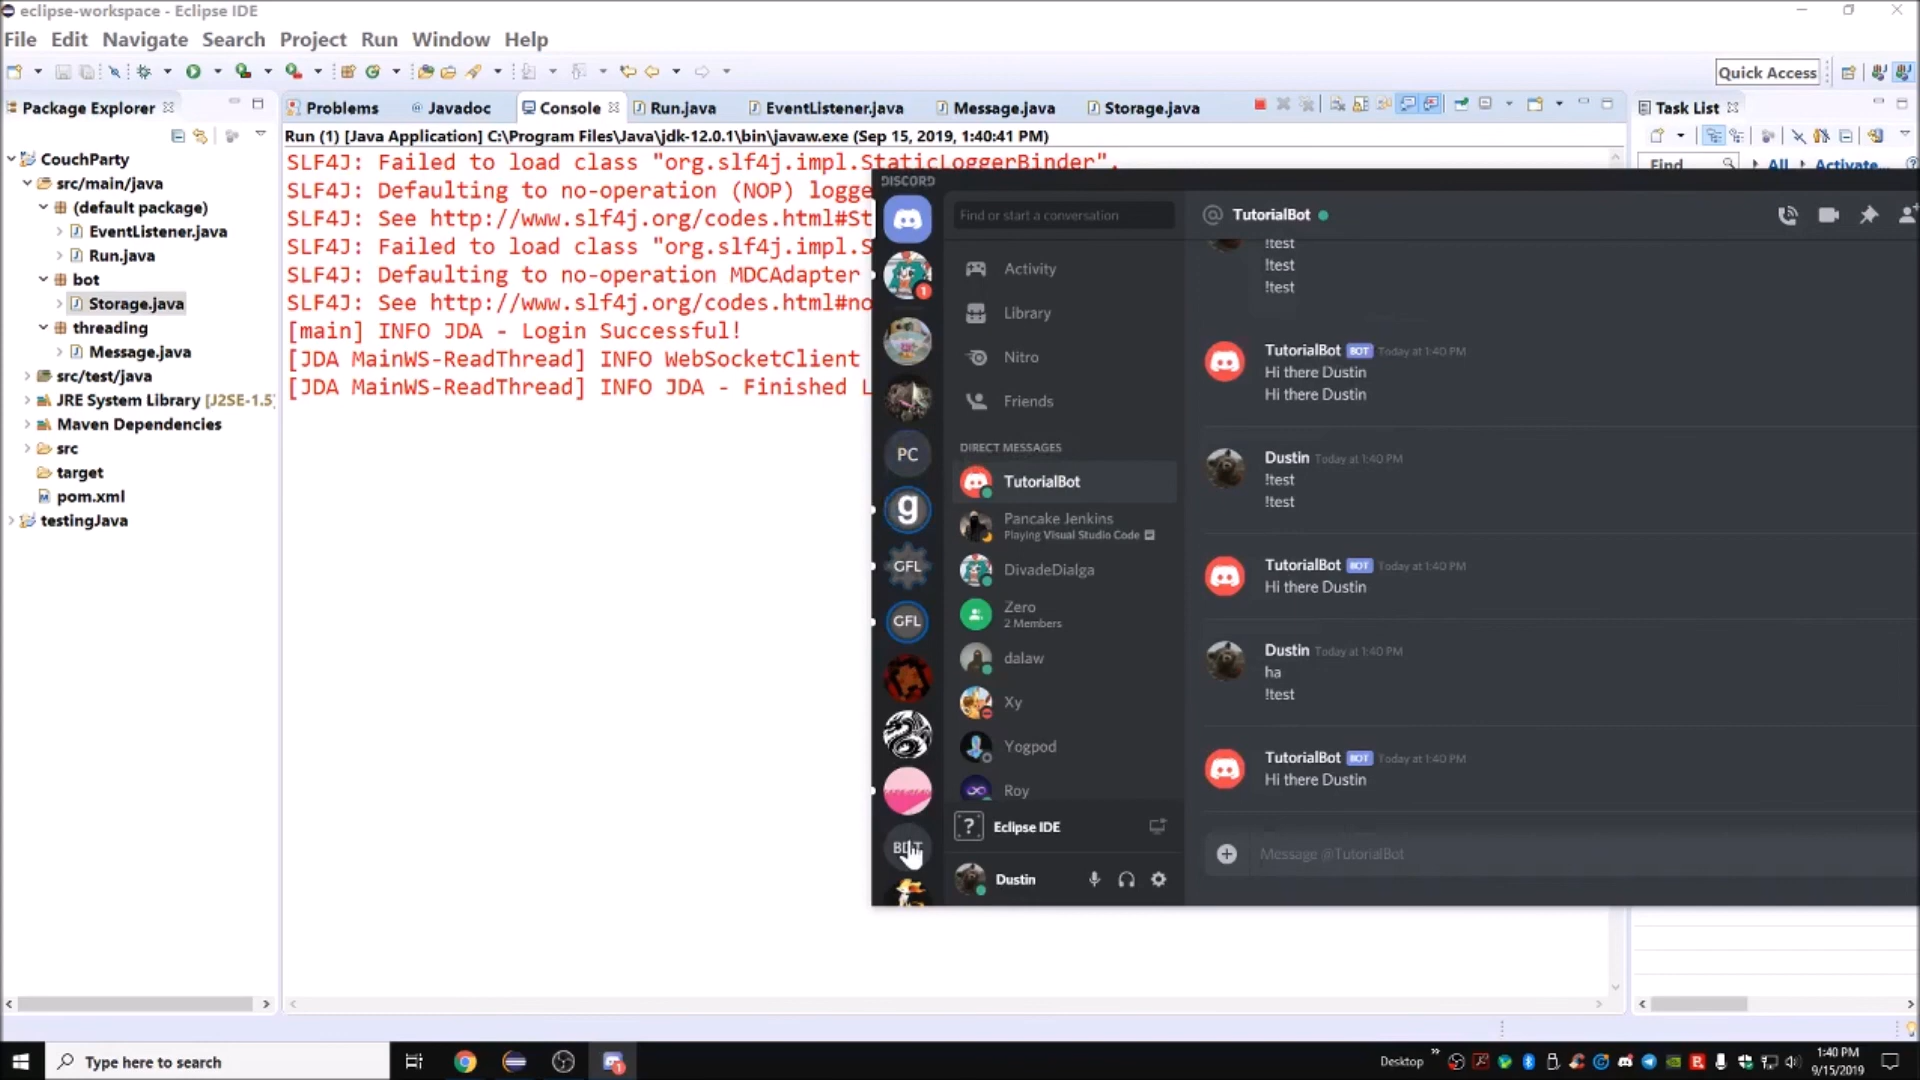 eclipse-workspace - Eclipse IDE
File Edit Navigate Search Project Run Window Help
Quick Access
Package Explorer
CouchParty
src/main/java
(default package)
EventListener.java
Run.java
bot
Storage.java
threading
Message.java
src/test/java
JRE System Library [J2SE-1.5]
Maven Dependencies
src
target
pom.xml
testingJava
Problems Javadoc Console Run.java EventListener.java Message.java Storage.java
Run (1) [Java Application] C:\Program Files\Java\jdk-12.0.1\bin\javaw.exe (Sep 15, 2019, 1:40:41 PM)
SLF4J: Failed to load class "org.slf4j.impl.StaticLoggerBinder".
SLF4J: Defaulting to no-operation (NOP) logge
SLF4J: See http://www.slf4j.org/codes.html#St
SLF4J: Failed to load class "org.slf4j.impl.S
SLF4J: Defaulting to no-operation MDCAdapter
SLF4J: See http://www.slf4j.org/codes.html#no
[main] INFO JDA - Login Successful!
[JDA MainWS-ReadThread] INFO WebSocketClient
[JDA MainWS-ReadThread] INFO JDA - Finished L
Task List
Find All Activate...
DISCORD
PC
g
GFL
GFL
Find or start a conversation
Activity
Library
Nitro
Friends
DIRECT MESSAGES
TutorialBot
Pancake Jenkins
Playing Visual Studio Code
DivadeDialga
Zero
2 Members
dalaw
Xy
Yogpod
Roy
Eclipse IDE
Dustin
@ TutorialBot
!test
!test
!test
TutorialBot BOT Today at 1:40 PM
Hi there Dustin
Hi there Dustin
Dustin Today at 1:40 PM
!test
!test
TutorialBot BOT Today at 1:40 PM
Hi there Dustin
Dustin Today at 1:40 PM
ha
!test
TutorialBot BOT Today at 1:40 PM
Hi there Dustin
Message @TutorialBot
Type here to search
Desktop
1:40 PM
9/15/2019